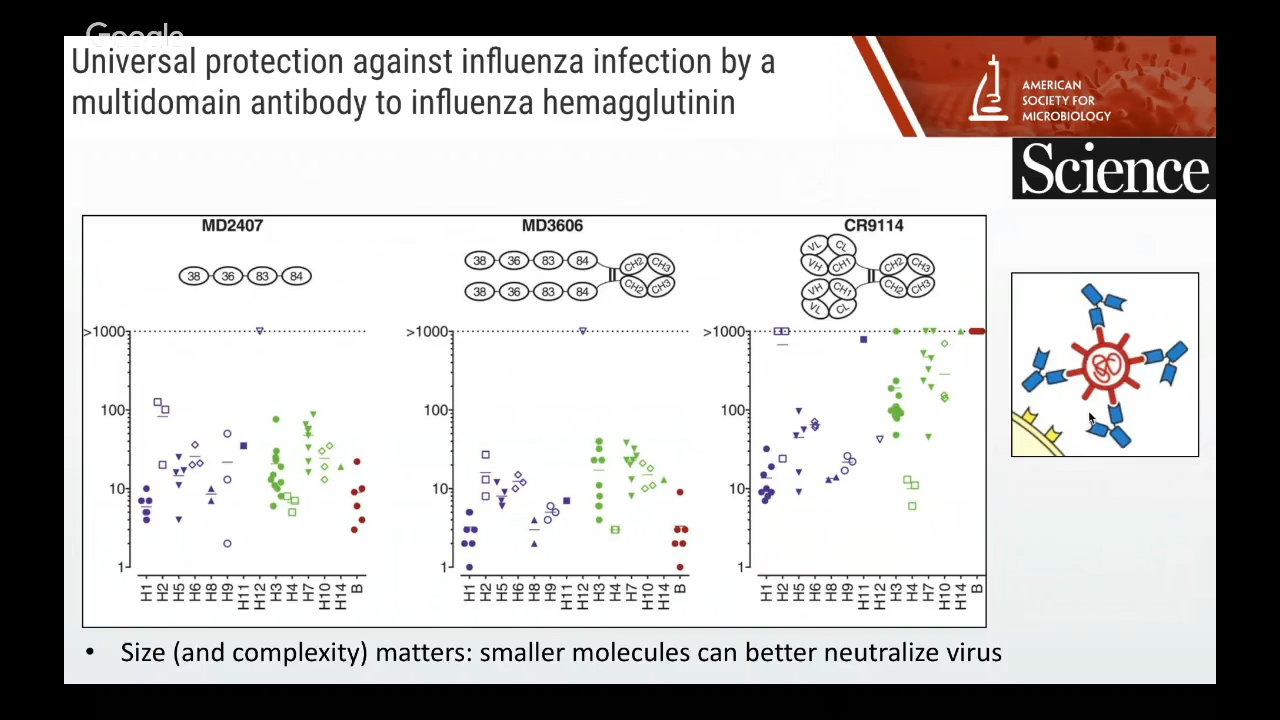 Google
Universal protection against influenza infection by a
multidomain antibody to influenza hemagglutinin
AMERICAN
SOCIETY FOR
MICROBIOLOGY
Science
MD2407
38 36 83 84
>1000
100
10
1
H1 H2 H5 H6 H8 H9 H11 H12 H3 H4 H7 H10 H14 B
MD3606
38 36 83 84 CH2 CH3
38 36 83 84 CH2 CH3
>1000
100
10
1
H1 H2 H5 H6 H8 H9 H11 H12 H3 H4 H7 H10 H14 B
CR9114
VL CL
VH CH1 CH2 CH3
VH CH1 CH2 CH3
VL CL
>1000
100
10
1
H1 H2 H5 H6 H8 H9 H11 H12 H3 H4 H7 H10 H14 B
• Size (and complexity) matters: smaller molecules can better neutralize virus